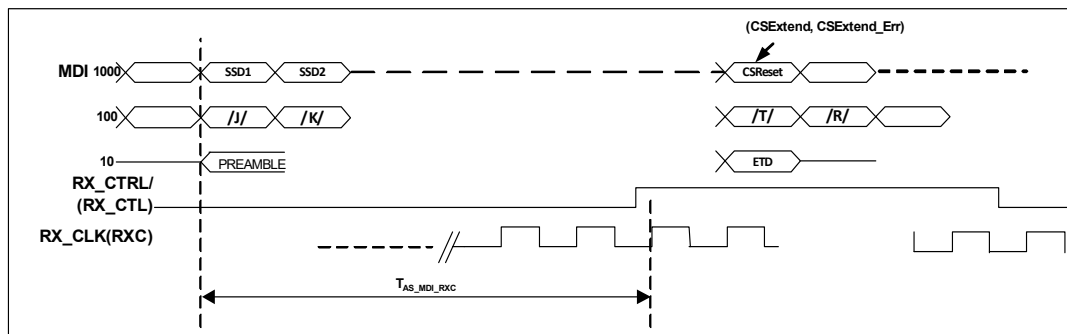 (CSExtend, CSExtend_Err)
MDI 1000 SSD1 SSD2 CSReset
100 /J/ /K/ /T/ /R/
10 PREAMBLE ETD
RX_CTRL/
(RX_CTL)
RX_CLK(RXC)
TAS_MDI_RXC